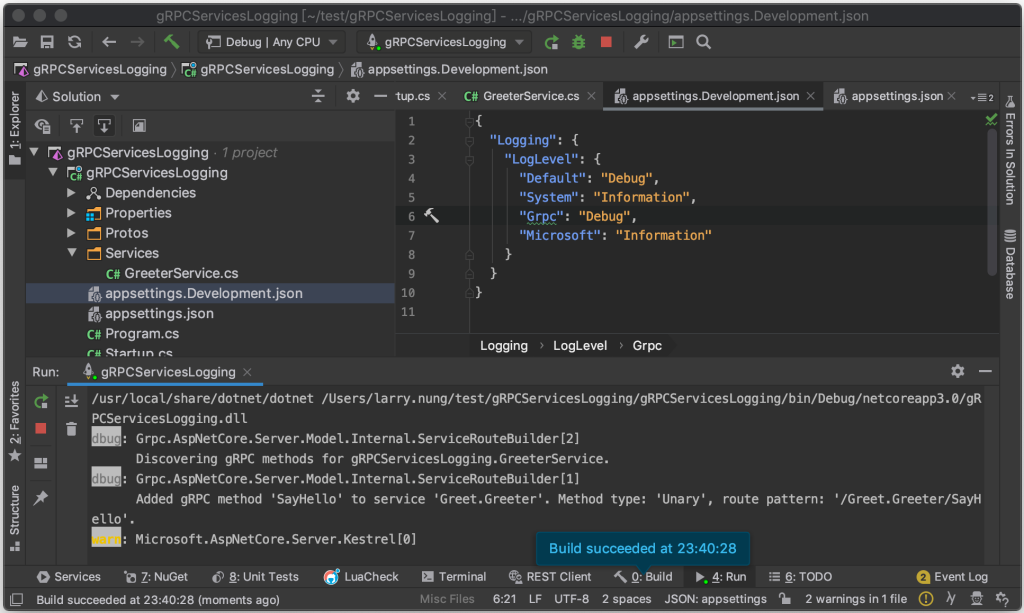 gRPCServicesLogging [~/test/gRPCServicesLogging] - .../gRPCServicesLogging/appsettings.Development.json
Debug | Any CPU
gRPCServicesLogging
gRPCServicesLogging
gRPCServicesLogging
appsettings.Development.json
1: Explorer
Solution
tup.cs
C# GreeterService.cs
appsettings.Development.json
appsettings.json
2
gRPCServicesLogging · 1 project
gRPCServicesLogging
Dependencies
Properties
Protos
Services
C# GreeterService.cs
appsettings.Development.json
appsettings.json
C# Program.cs
C# Startup.cs
1 {
2 "Logging": {
3 "LogLevel": {
4 "Default": "Debug",
5 "System": "Information",
6 "Grpc": "Debug",
7 "Microsoft": "Information"
8 }
9 }
10 }
11
Logging › LogLevel › Grpc
Errors In Solution
Database
Run: gRPCServicesLogging
2: Favorites
Structure
/usr/local/share/dotnet/dotnet /Users/larry.nung/test/gRPCServicesLogging/gRPCServicesLogging/bin/Debug/netcoreapp3.0/gR
PCServicesLogging.dll
dbug: Grpc.AspNetCore.Server.Model.Internal.ServiceRouteBuilder[2]
Discovering gRPC methods for gRPCServicesLogging.GreeterService.
dbug: Grpc.AspNetCore.Server.Model.Internal.ServiceRouteBuilder[1]
Added gRPC method 'SayHello' to service 'Greet.Greeter'. Method type: 'Unary', route pattern: '/Greet.Greeter/SayH
ello'.
warn: Microsoft.AspNetCore.Server.Kestrel[0]
Build succeeded at 23:40:28
Services
7: NuGet
8: Unit Tests
LuaCheck
Terminal
REST Client
0: Build
4: Run
6: TODO
2 Event Log
Build succeeded at 23:40:28 (moments ago)
Misc Files
6:21
LF
UTF-8
2 spaces
JSON: appsettings
2 warnings in 1 file